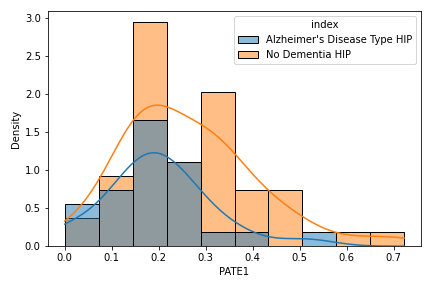 index
Alzheimer's Disease Type HIP
No Dementia HIP
3.0
2.5
2.0
1.5
1.0
0.5
0.0
Density
0.0 0.1 0.2 0.3 0.4 0.5 0.6 0.7
PATE1